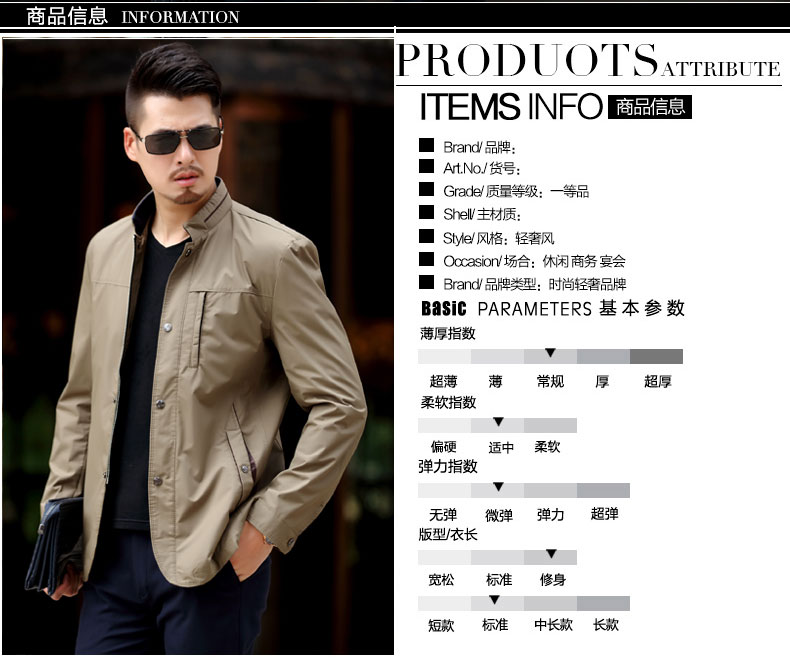 商品信息 INFORMATION
PRODUOTS ATTRIBUTE
ITEMS INFO 商品信息
Brand/ 品牌：
Art.No./ 货号：
Grade/ 质量等级：一等品
Shell/ 主材质：
Style/ 风格：轻奢风
Occasion/ 场合：休闲 商务 宴会
Brand/ 品牌类型：时尚轻奢品牌
BasiC PARAMETERS 基本参数
薄厚指数
超薄 薄 常规 厚 超厚
柔软指数
偏硬 适中 柔软
弹力指数
无弹 微弹 弹力 超弹
版型/衣长
宽松 标准 修身
短款 标准 中长款 长款